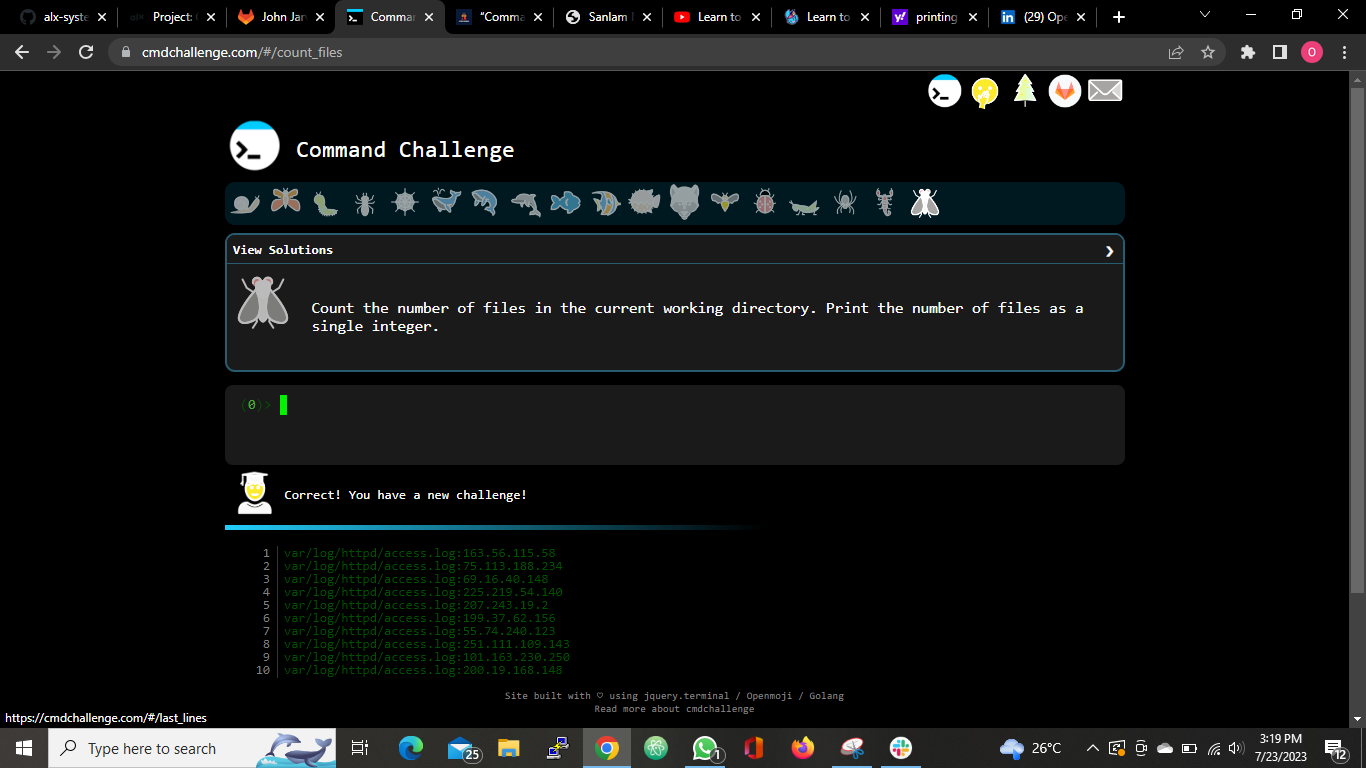 alx-syste
Project:
John Jar
Comman
"Comma
Sanlam
Learn to
Learn to
printing
(29) Ope
cmdchallenge.com/#/count_files
O
Command Challenge
View Solutions
Count the number of files in the current working directory. Print the number of files as a
single integer.
(0)>
Correct! You have a new challenge!
1 var/log/httpd/access.log:163.56.115.58
2 var/log/httpd/access.log:75.113.188.234
3 var/log/httpd/access.log:69.16.40.148
4 var/log/httpd/access.log:225.219.54.140
5 var/log/httpd/access.log:207.243.19.2
6 var/log/httpd/access.log:199.37.62.156
7 var/log/httpd/access.log:55.74.240.123
8 var/log/httpd/access.log:251.111.109.143
9 var/log/httpd/access.log:101.163.230.250
10 var/log/httpd/access.log:200.19.168.148
Site built with ♡ using jquery.terminal / Openmoji / Golang
Read more about cmdchallenge
https://cmdchallenge.com/#/last_lines
Type here to search
25
1
26°C
3:19 PM
7/23/2023
12